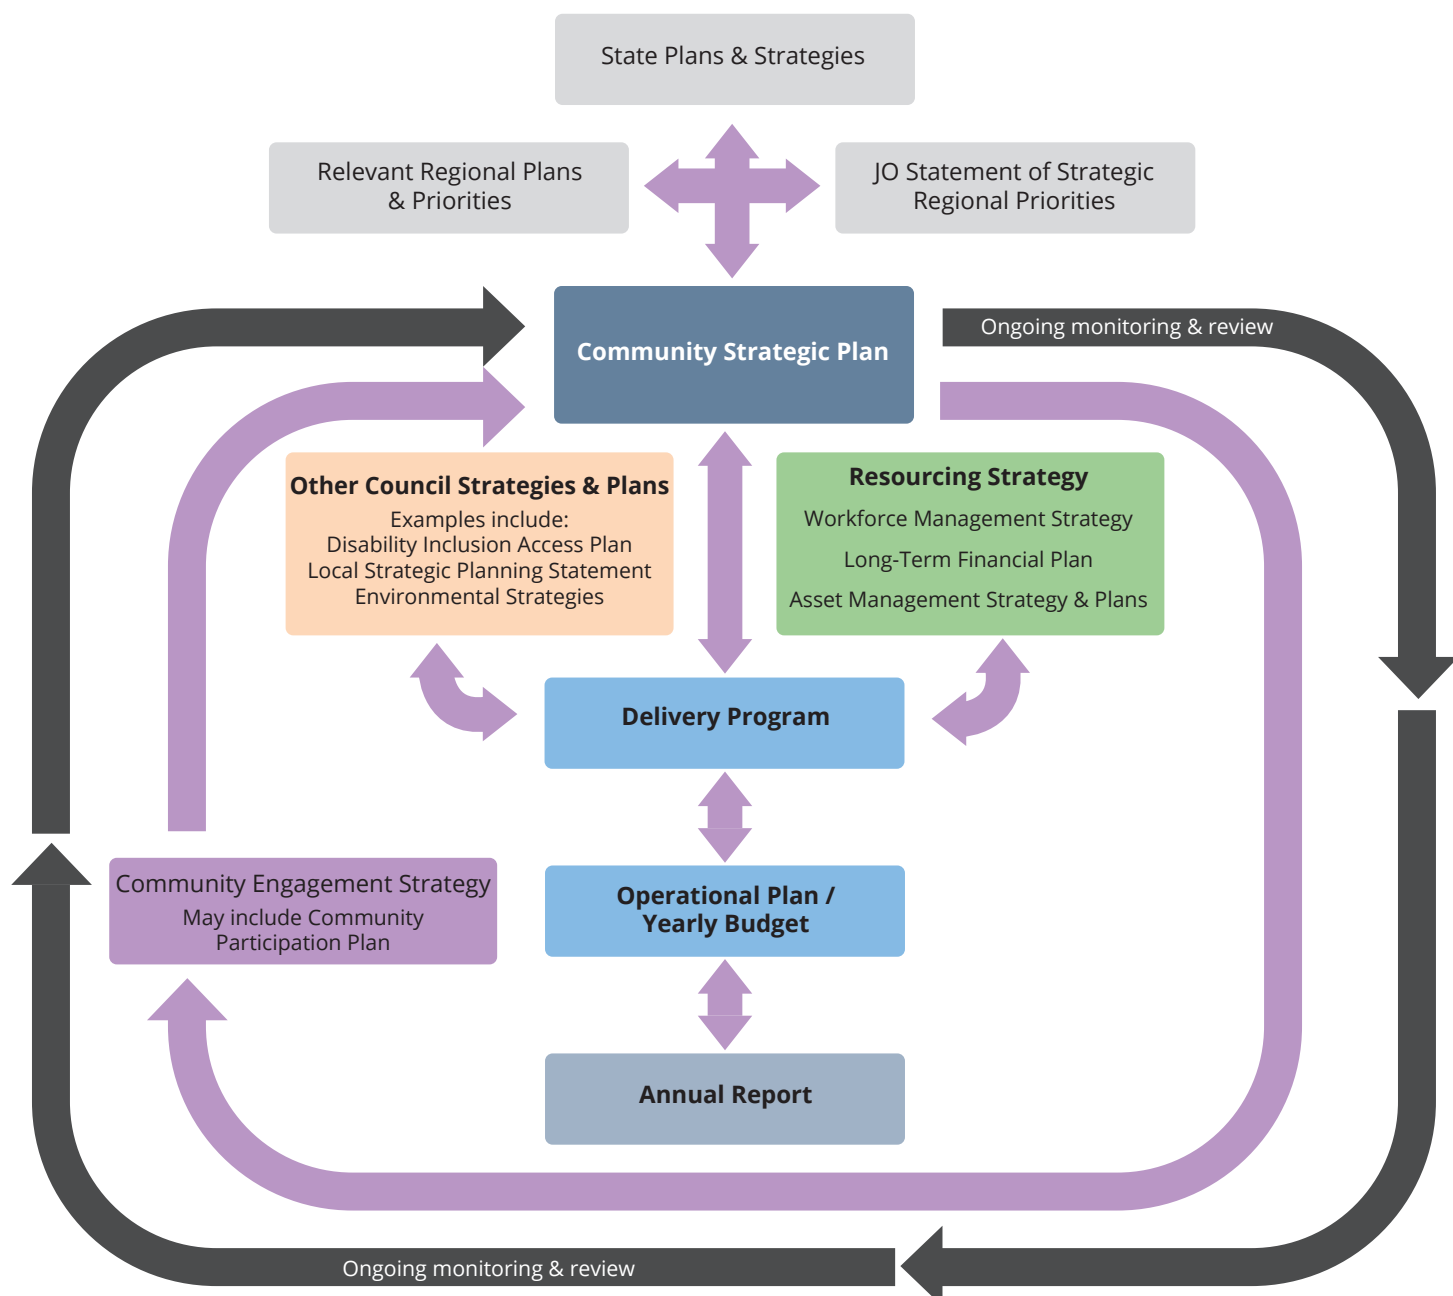 State Plans & Strategies
Relevant Regional Plans
& Priorities
JO Statement of Strategic
Regional Priorities
Community Strategic Plan
Ongoing monitoring & review
Other Council Strategies & Plans
Examples include:
Disability Inclusion Access Plan
Local Strategic Planning Statement
Environmental Strategies
Resourcing Strategy
Workforce Management Strategy
Long-Term Financial Plan
Asset Management Strategy & Plans
Delivery Program
Community Engagement Strategy
May include Community
Participation Plan
Operational Plan /
Yearly Budget
Annual Report
Ongoing monitoring & review